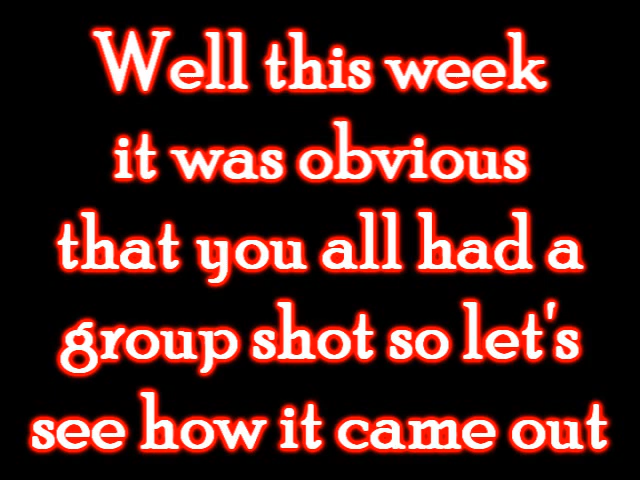 Well this week
it was obvious
that you all had a
group shot so let's
see how it came out